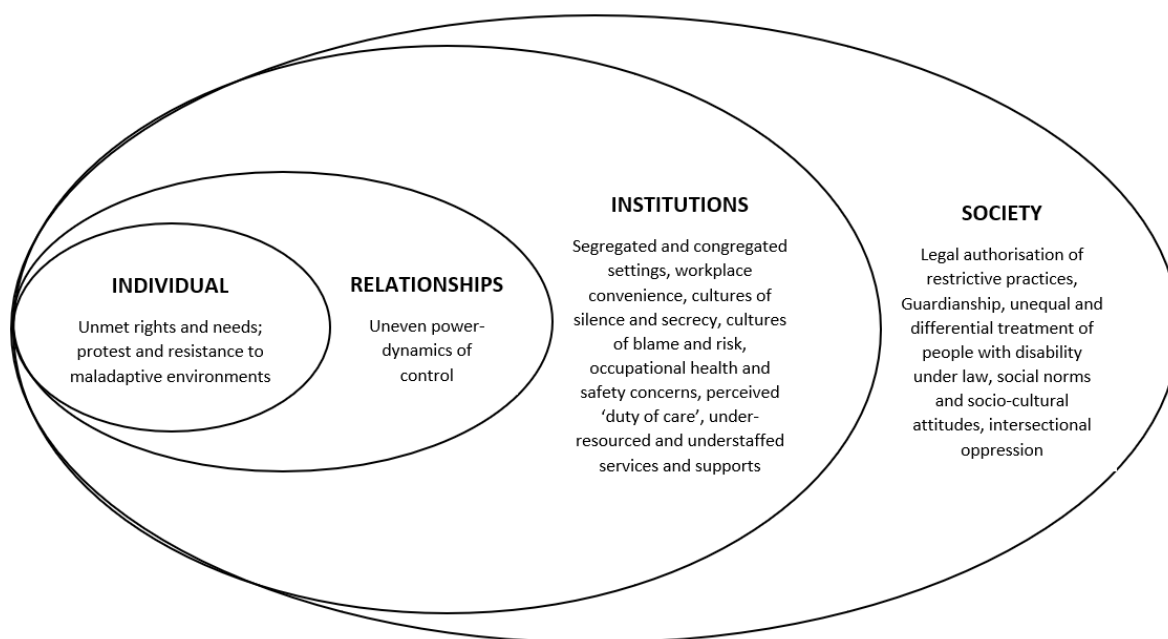 INDIVIDUAL
Unmet rights and needs;
protest and resistance to
maladaptive environments
RELATIONSHIPS
Uneven power-
dynamics of
control
INSTITUTIONS
Segregated and congregated
settings, workplace
convenience, cultures of
silence and secrecy, cultures
of blame and risk,
occupational health and
safety concerns, perceived
‘duty of care’, under-
resourced and understaffed
services and supports
SOCIETY
Legal authorisation of
restrictive practices,
Guardianship, unequal and
differential treatment of
people with disability
under law, social norms
and socio-cultural
attitudes, intersectional
oppression